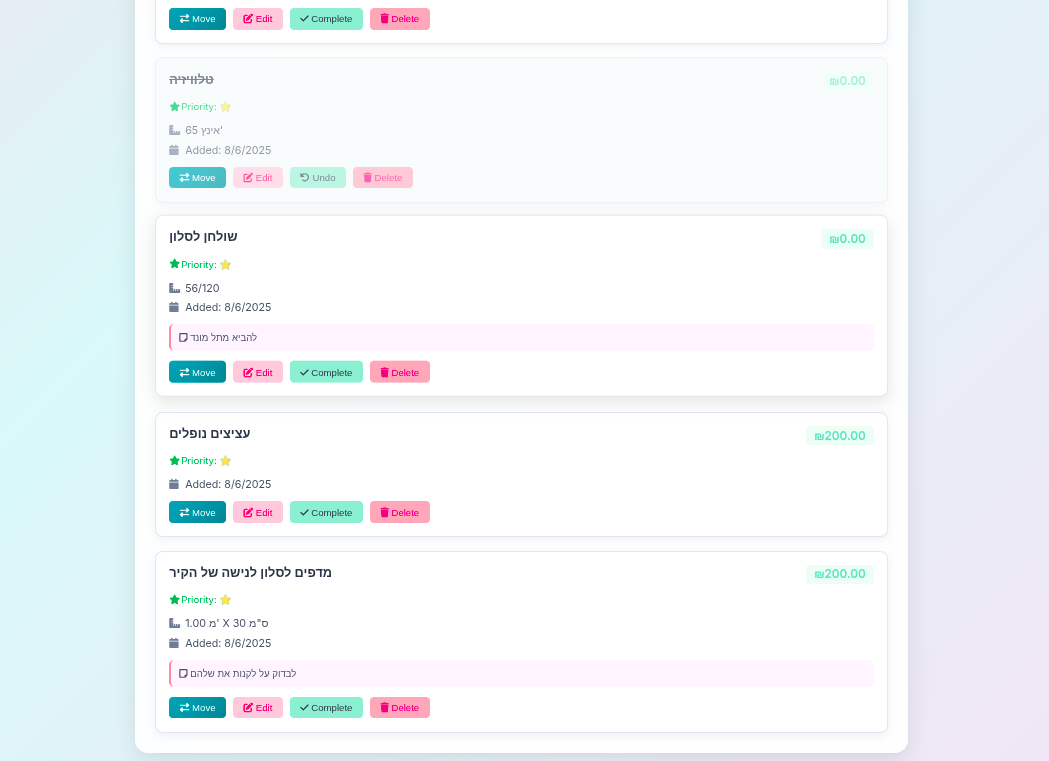 Move Edit Complete Delete
טלוויזיה ₪0.00
Priority: ⭐
65 אינץ'
Added: 8/6/2025
Move Edit Undo Delete
שולחן לסלון ₪0.00
Priority: ⭐
56/120
Added: 8/6/2025
להביא מתל מונד
Move Edit Complete Delete
עציצים נופלים ₪200.00
Priority: ⭐
Added: 8/6/2025
Move Edit Complete Delete
מדפים לסלון לנישה של הקיר ₪200.00
Priority: ⭐
1.00 מ' X 30 ס"מ
Added: 8/6/2025
לבדוק על לקנות את שלהם
Move Edit Complete Delete